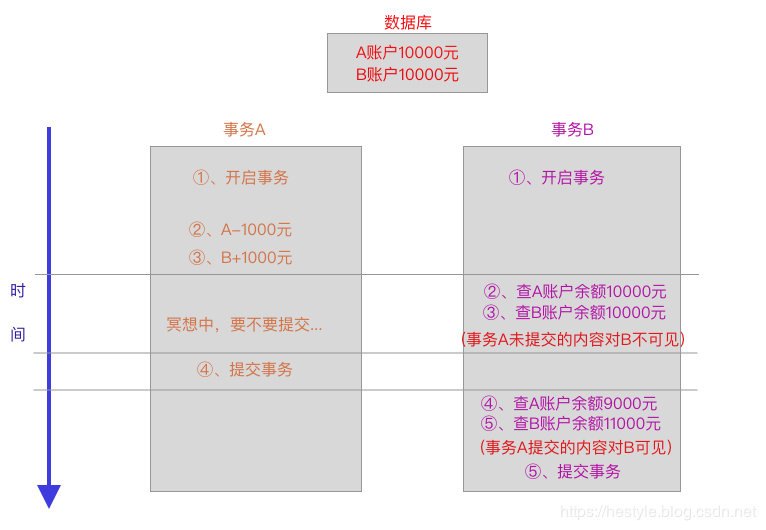 数据库
A账户10000元
B账户10000元
事务A
事务B
①、开启事务
①、开启事务
②、A-1000元
③、B+1000元
时
间
②、查A账户余额10000元
③、查B账户余额10000元
冥想中，要不要提交...
(事务A未提交的内容对B不可见)
④、提交事务
④、查A账户余额9000元
⑤、查B账户余额11000元
(事务A提交的内容对B可见)
⑤、提交事务
https://hestyle.blog.csdn.net